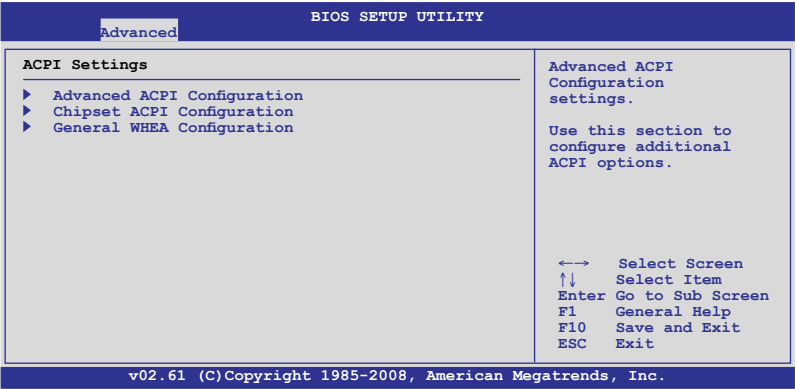 BIOS SETUP UTILITY
Advanced
ACPI Settings
Advanced ACPI Configuration
Chipset ACPI Configuration
General WHEA Configuration
Advanced ACPI
Configuration
settings.
Use this section to
configure additional
ACPI options.
←→ Select Screen
↑↓ Select Item
Enter Go to Sub Screen
F1 General Help
F10 Save and Exit
ESC Exit
v02.61 (C)Copyright 1985-2008, American Megatrends, Inc.